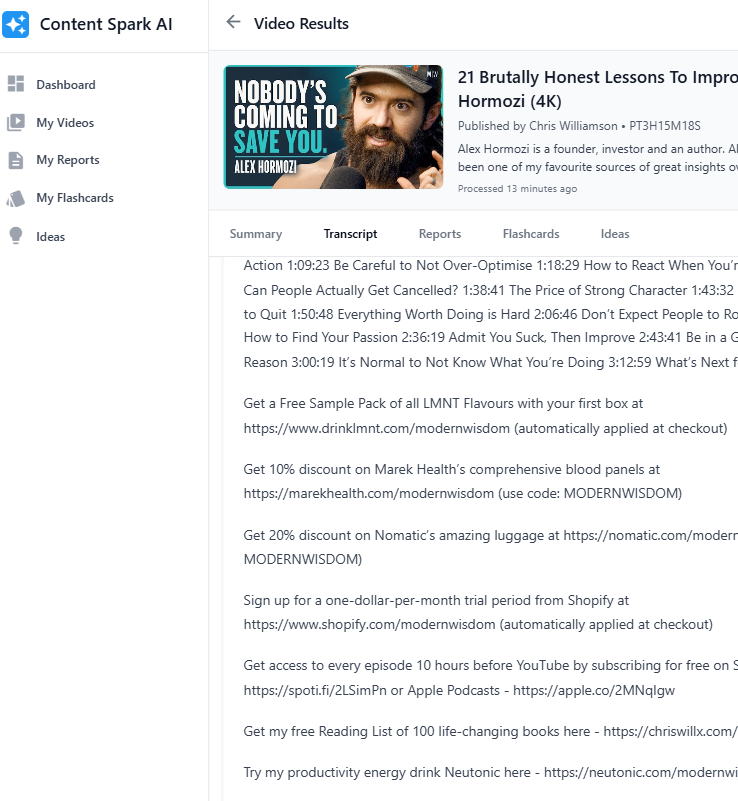 Content Spark AI
Dashboard
My Videos
My Reports
My Flashcards
Ideas
Video Results
NOBODY'S
COMING TO
SAVE YOU.
ALEX HORMOZI
MW
21 Brutally Honest Lessons To Impro
Hormozi (4K)
Published by Chris Williamson • PT3H15M18S
Alex Hormozi is a founder, investor and an author.
been one of my favourite sources of great insights
Processed 13 minutes ago
Summary Transcript Reports Flashcards Ideas
Action 1:09:23 Be Careful to Not Over-Optimise 1:18:29 How to React When You'r
Can People Actually Get Cancelled? 1:38:41 The Price of Strong Character 1:43:32
to Quit 1:50:48 Everything Worth Doing is Hard 2:06:46 Don't Expect People to Ro
How to Find Your Passion 2:36:19 Admit You Suck, Then Improve 2:43:41 Be in a G
Reason 3:00:19 It's Normal to Not Know What You're Doing 3:12:59 What's Next f
Get a Free Sample Pack of all LMNT Flavours with your first box at
https://www.drinklmnt.com/modernwisdom (automatically applied at checkout)
Get 10% discount on Marek Health's comprehensive blood panels at
https://marekhealth.com/modernwisdom (use code: MODERNWISDOM)
Get 20% discount on Nomatic's amazing luggage at https://nomatic.com/modern
MODERNWISDOM)
Sign up for a one-dollar-per-month trial period from Shopify at
https://www.shopify.com/modernwisdom (automatically applied at checkout)
Get access to every episode 10 hours before YouTube by subscribing for free on S
https://spoti.fi/2LSimPn or Apple Podcasts - https://apple.co/2MNqIgw
Get my free Reading List of 100 life-changing books here - https://chriswillx.com/
Try my productivity energy drink Neutonic here - https://neutonic.com/modernwi